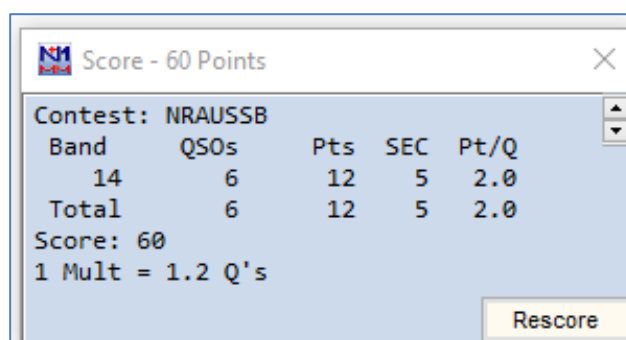 Score - 60 Points
Contest: NRAUSSB
Band QSOs Pts SEC Pt/Q
14 6 12 5 2.0
Total 6 12 5 2.0
Score: 60
1 Mult = 1.2 Q's
Rescore